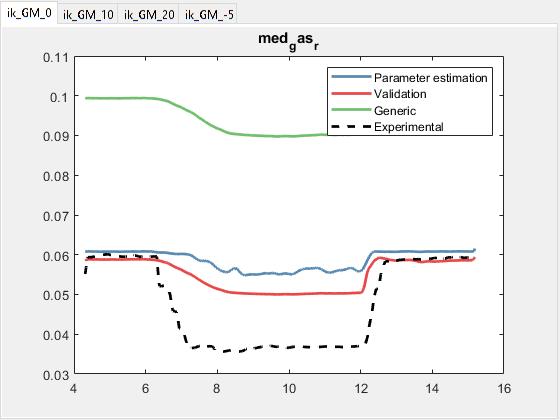 ik_GM_0 ik_GM_10 ik_GM_20 ik_GM_-5
med_gas_r
0.11
Parameter estimation
0.1
Validation
Generic
0.09
Experimental
0.08
0.07
0.06
0.05
0.04
0.03
4 6 8 10 12 14 16